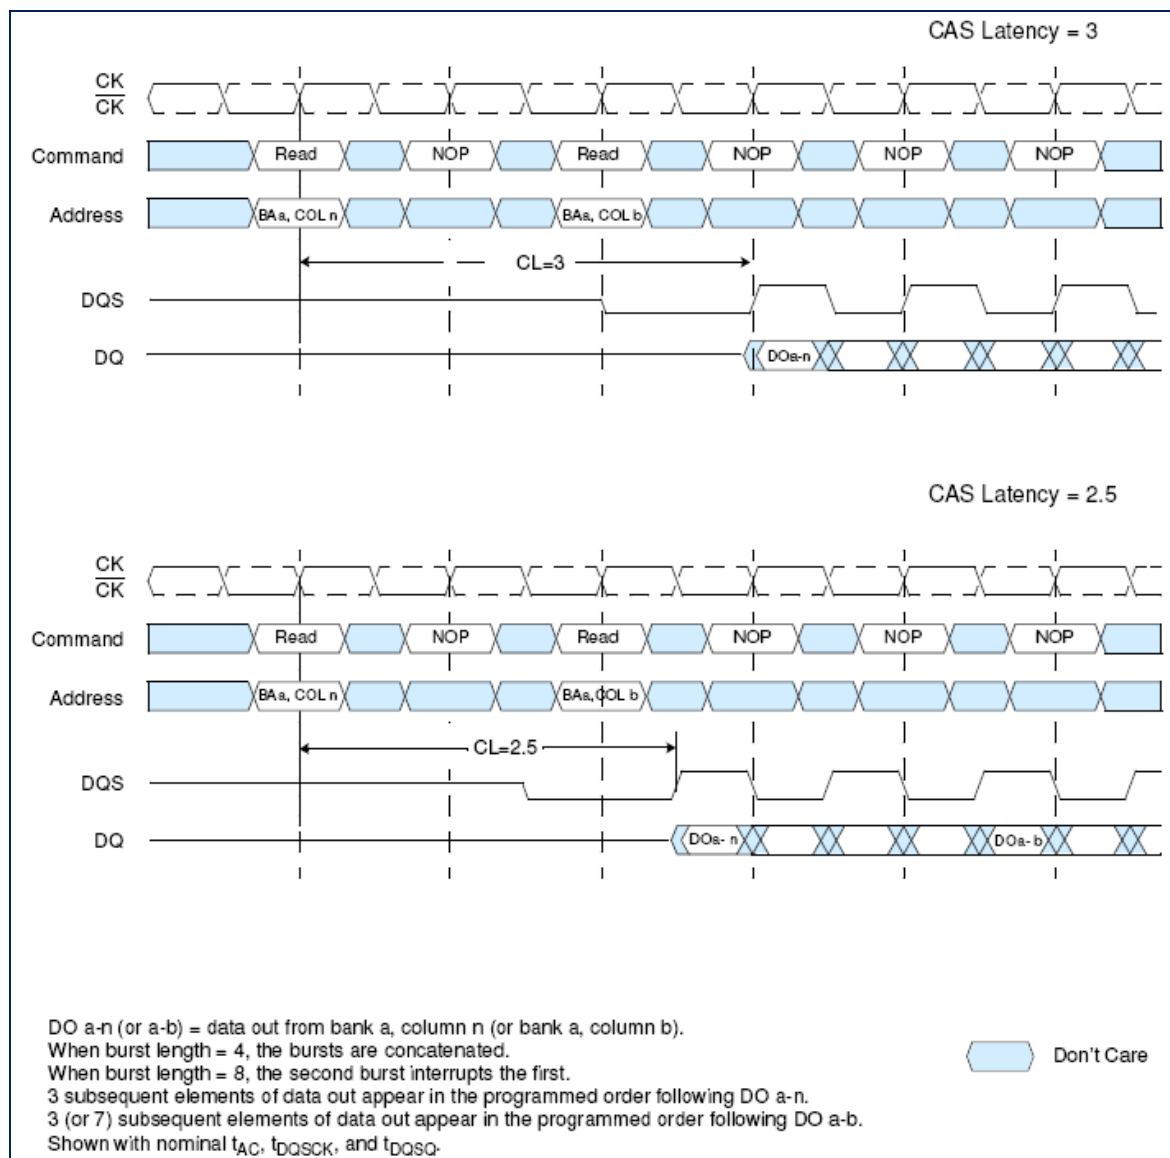 CAS Latency = 3
CK
CK
Command Read NOP Read NOP NOP NOP
Address BAa, COL n BAa, COL b
CL=3
DQS
DQ DOa-n
CAS Latency = 2.5
CK
CK
Command Read NOP Read NOP NOP NOP
Address BAa, COL n BAa,COL b
CL=2.5
DQS
DQ DOa- n DOa- b
DO a-n (or a-b) = data out from bank a, column n (or bank a, column b).
When burst length = 4, the bursts are concatenated.
When burst length = 8, the second burst interrupts the first.
3 subsequent elements of data out appear in the programmed order following DO a-n.
3 (or 7) subsequent elements of data out appear in the programmed order following DO a-b.
Shown with nominal tAC, tDQSCK, and tDQSQ.
Don't Care